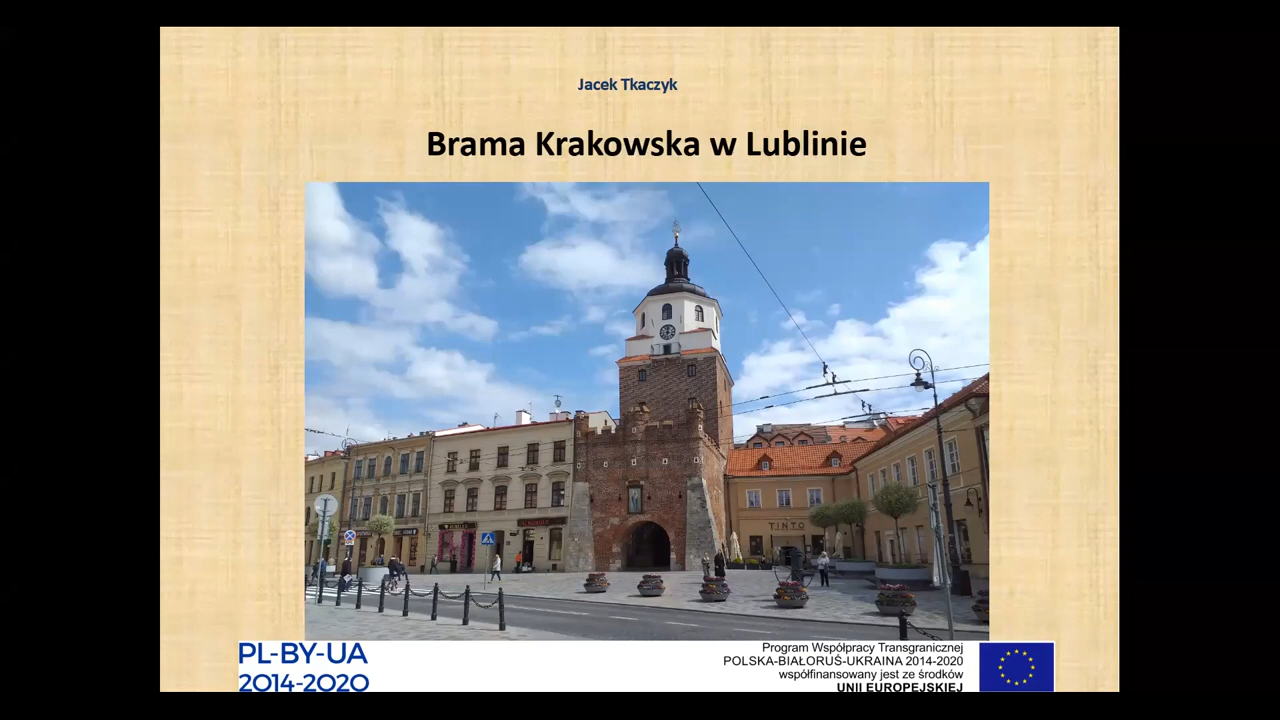 Jacek Tkaczyk
Brama Krakowska w Lublinie
TINTO
PL-BY-UA
2014-2020
Program Współpracy Transgranicznej
POLSKA-BIAŁORUŚ-UKRAINA 2014-2020
współfinansowany jest ze środków
UNII EUROPEJSKIEJ